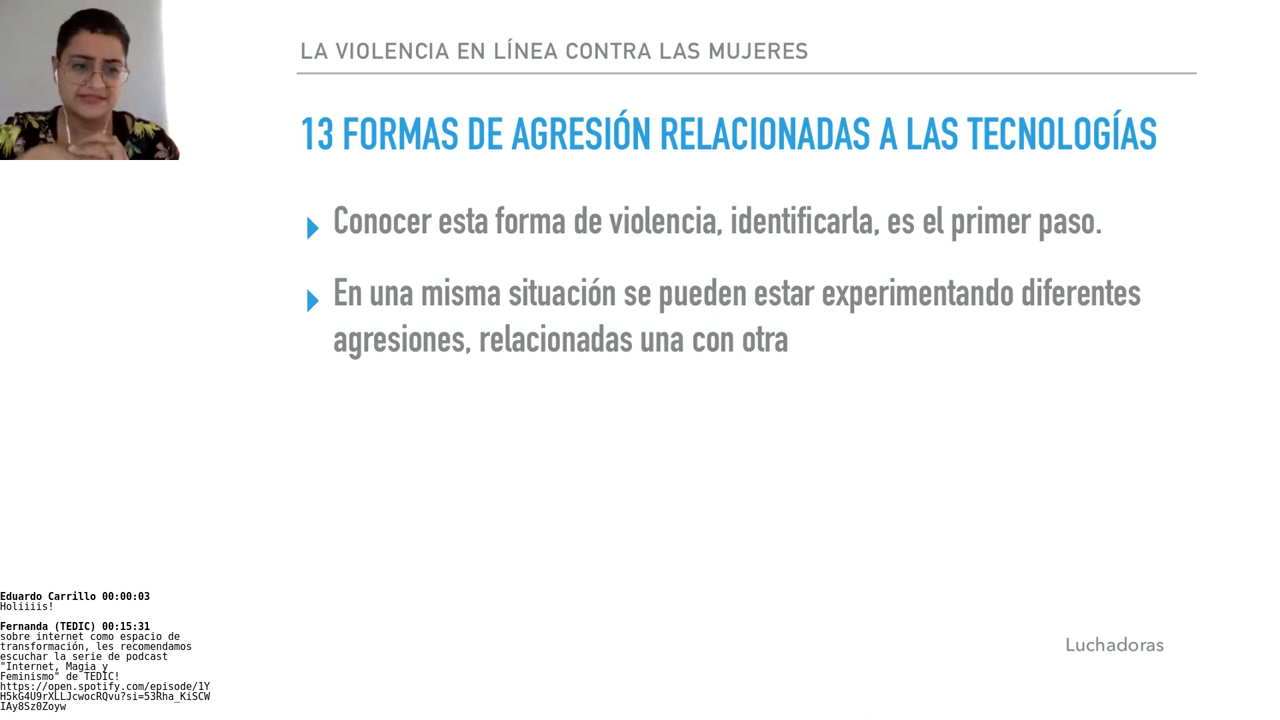 LA VIOLENCIA EN LÍNEA CONTRA LAS MUJERES
13 FORMAS DE AGRESIÓN RELACIONADAS A LAS TECNOLOGÍAS
Conocer esta forma de violencia, identificarla, es el primer paso.
En una misma situación se pueden estar experimentando diferentes
agresiones, relacionadas una con otra
Luchadoras
Eduardo Carrillo 00:00:03
Holiiiis!
Fernanda (TEDIC) 00:15:31
sobre internet como espacio de
transformación, les recomendamos
escuchar la serie de podcast
"Internet, Magia y
Feminismo" de TEDIC!
https://open.spotify.com/episode/1Y
H5kG4U9rXLLJcwocRQvu?si=53Rha_KiSCW
IAy8Sz0Zoyw